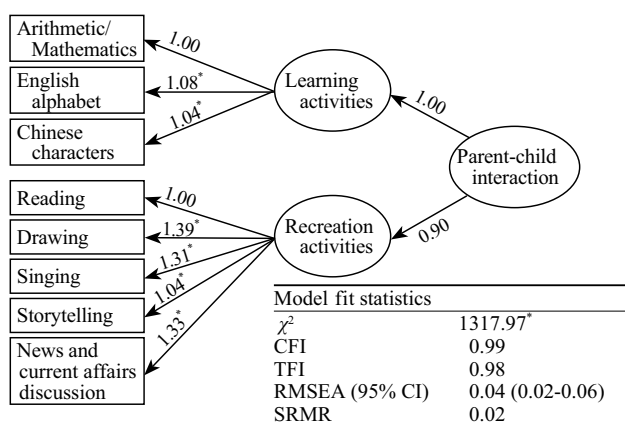 Arithmetic/
Mathematics
English
alphabet
Chinese
characters
1.00
1.08*
1.04*
Learning
activities
1.00
Parent-child
interaction
0.90
Reading
Drawing
Singing
Storytelling
News and
current affairs
discussion
1.00
1.39*
1.31*
1.04*
1.33*
Recreation
activities
Model fit statistics
χ² 1317.97*
CFI 0.99
TFI 0.98
RMSEA (95% CI) 0.04 (0.02-0.06)
SRMR 0.02